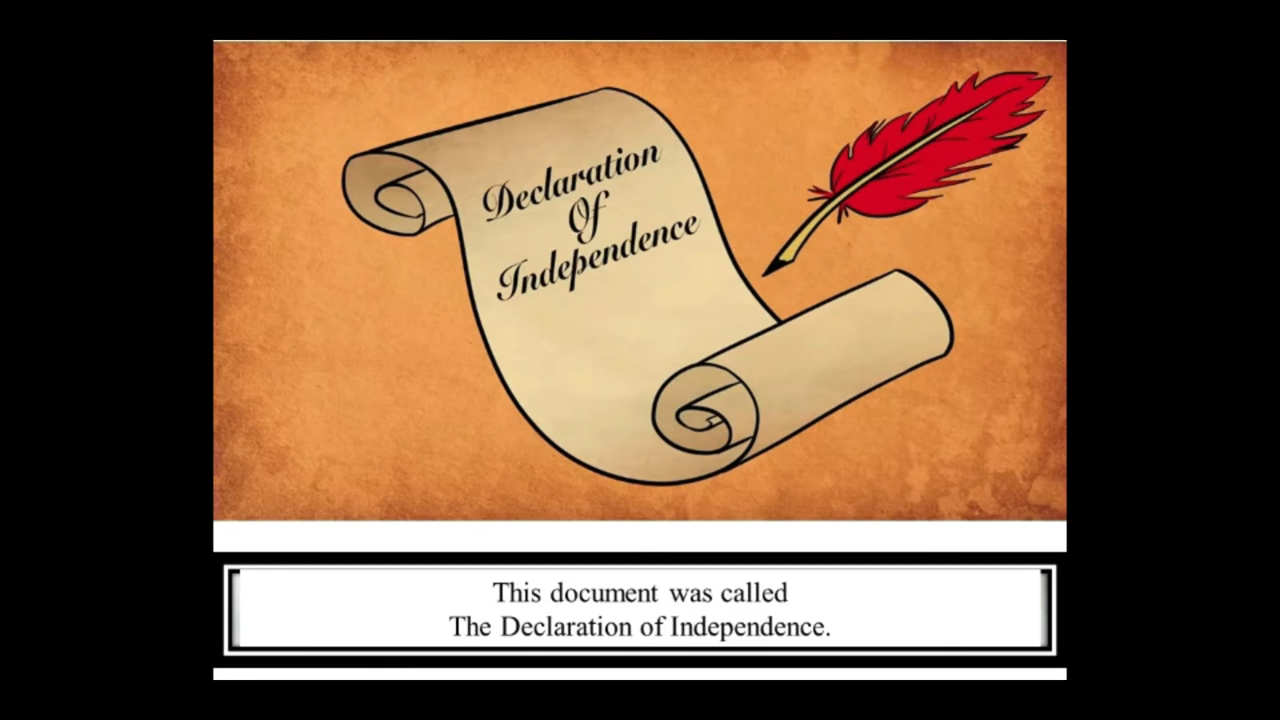 Declaration
Of
Independence
This document was called
The Declaration of Independence.